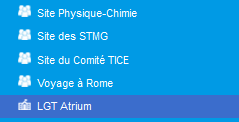 Site Physique-Chimie
Site des STMG
Site du Comité TICE
Voyage à Rome
LGT Atrium